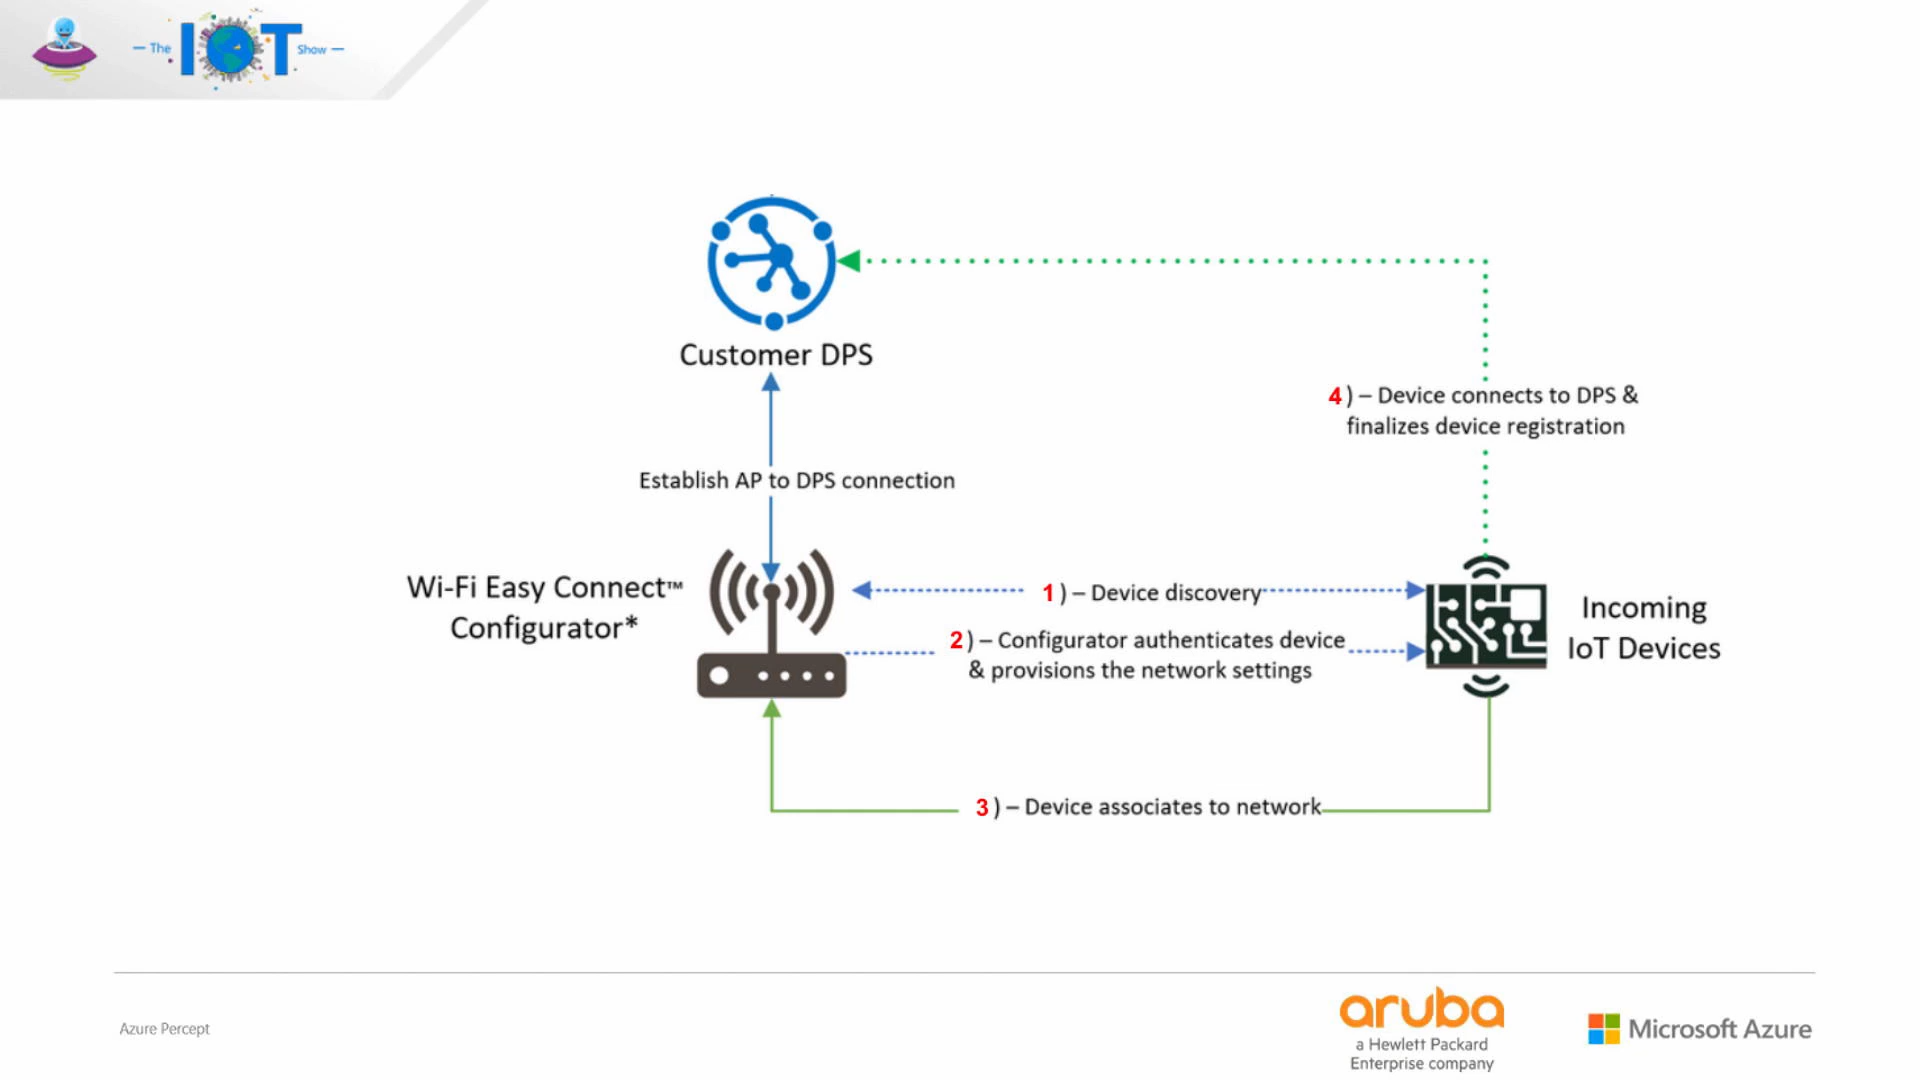 The IOT Show
Customer DPS
4) – Device connects to DPS &
finalizes device registration
Establish AP to DPS connection
Wi-Fi Easy Connect™
Configurator*
1) – Device discovery
2) – Configurator authenticates device
& provisions the network settings
Incoming
IoT Devices
3) – Device associates to network
Azure Percept
aruba
a Hewlett Packard
Enterprise company
Microsoft Azure